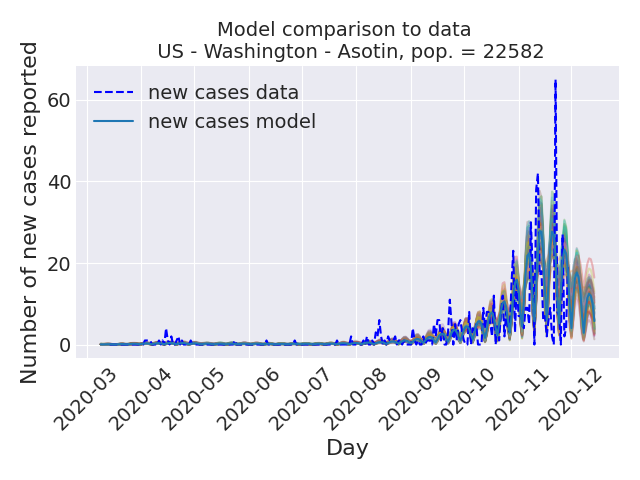 Model comparison to data
US - Washington - Asotin, pop. = 22582
Number of new cases reported
60
40
20
0
new cases data
new cases model
2020-03
2020-04
2020-05
2020-06
2020-07
2020-08
2020-09
2020-10
2020-11
2020-12
Day